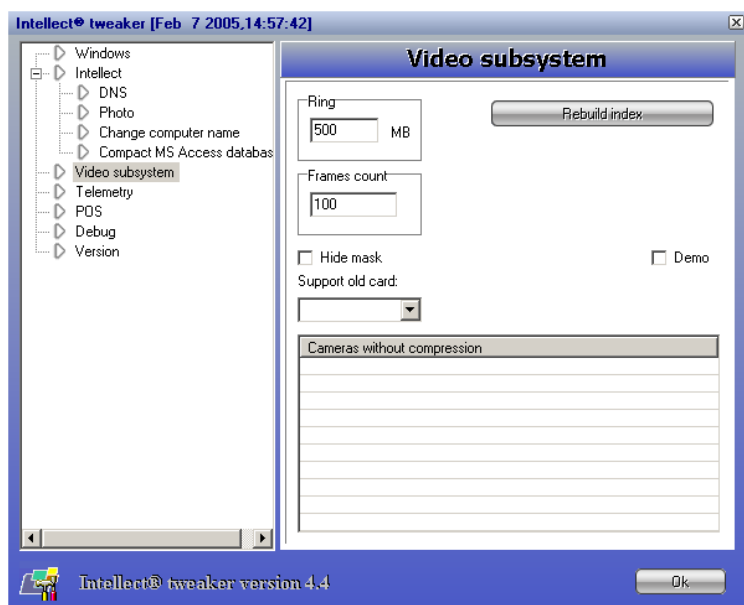 Intellect® tweaker [Feb 7 2005,14:57:42]
Windows
Intellect
DNS
Photo
Change computer name
Compact MS Access databas
Video subsystem
Telemetry
POS
Debug
Version
Video subsystem
Ring
500 MB
Rebuild index
Frames count
100
Hide mask
Demo
Support old card:
Cameras without compression
Intellect® tweaker version 4.4
Ok